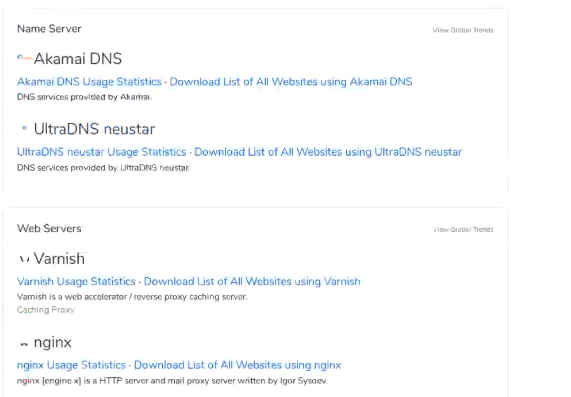 Name Server
View Global Trends
Akamai DNS
Akamai DNS Usage Statistics · Download List of All Websites using Akamai DNS
DNS services provided by Akamai.
UltraDNS neustar
UltraDNS neustar Usage Statistics · Download List of All Websites using UltraDNS neustar
DNS services provided by UltraDNS neustar.
Web Servers
View Global Trends
Varnish
Varnish Usage Statistics · Download List of All Websites using Varnish
Varnish is a web accelerator / reverse proxy caching server.
Caching Proxy
nginx
nginx Usage Statistics · Download List of All Websites using nginx
nginx [engine x] is a HTTP server and mail proxy server written by Igor Sysoev.